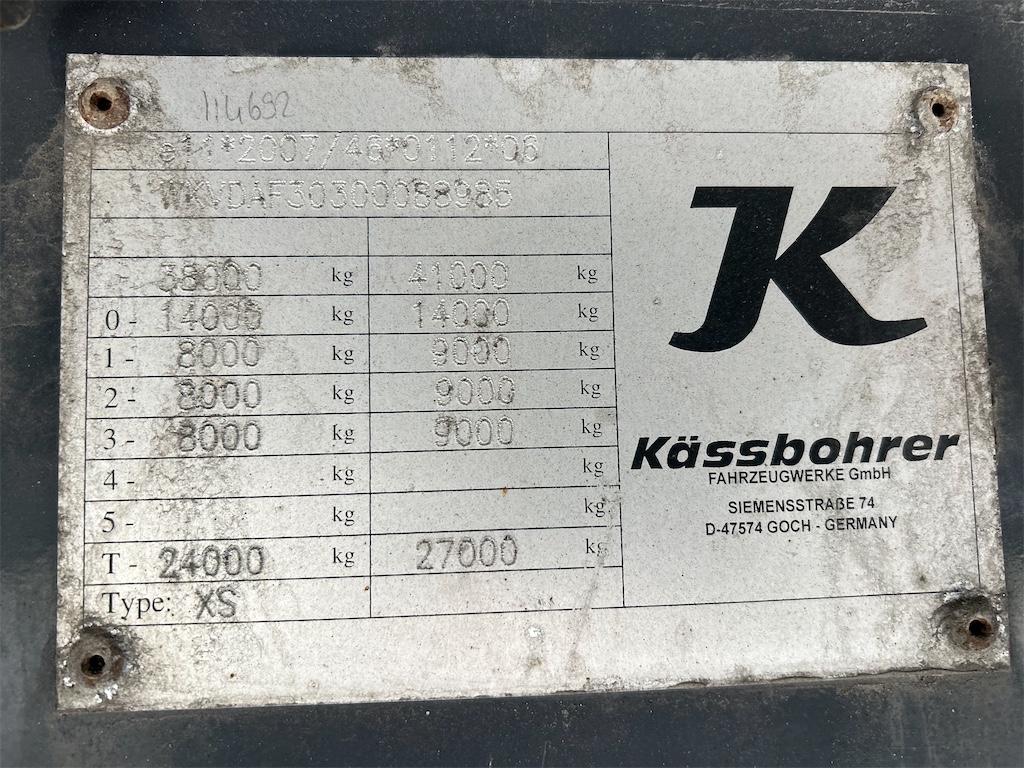 114692
e11*2007/46*0112*06
WKVDAF30300088985
38000 kg 41000 kg
0- 14000 kg 14000 kg
1- 8000 kg 9000 kg
2- 8000 kg 9000 kg
3- 8000 kg 9000 kg
4- kg kg
5- kg kg
T- 24000 kg 27000 kg
Type: XS
K
Kässbohrer
FAHRZEUGWERKE GmbH
SIEMENSSTRAßE 74
D-47574 GOCH - GERMANY